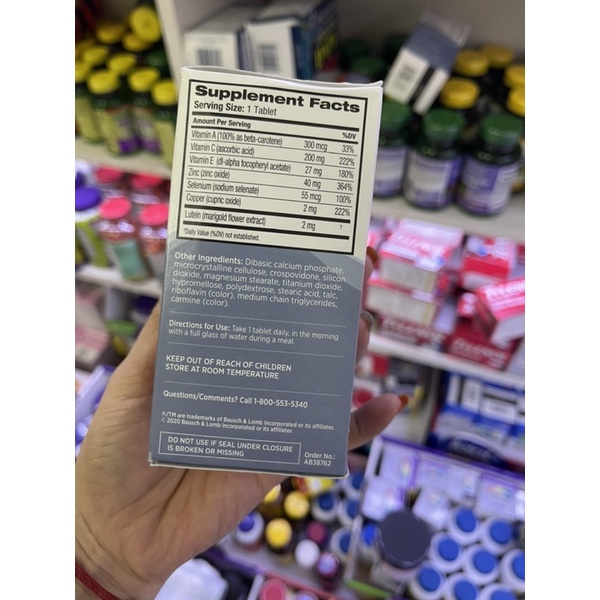 Supplement Facts
Serving Size: 1 Tablet
Amount Per Serving %DV
Vitamin A (100% as beta-carotene) 300 mcg 33%
Vitamin C (ascorbic acid) 200 mg 222%
Vitamin E (dl-alpha tocopheryl acetate) 27 mg 180%
Zinc (zinc oxide) 40 mg 364%
Selenium (sodium selenate) 55 mcg 100%
Copper (cupric oxide) 2 mg 222%
Lutein (marigold flower extract) 2 mg †
*Daily Value (%DV) not established.
Other Ingredients: Dibasic calcium phosphate,
microcrystalline cellulose, crospovidone, silicon
dioxide, magnesium stearate, titanium dioxide,
hypromellose, polydextrose, stearic acid, talc,
riboflavin (color), medium chain triglycerides,
carmine (color).
Directions for Use: Take 1 tablet daily, in the morning
with a full glass of water during a meal.
KEEP OUT OF REACH OF CHILDREN
STORE AT ROOM TEMPERATURE
Questions/Comments? Call 1-800-553-5340
®/TM are trademarks of Bausch & Lomb Incorporated or its affiliates.
© 2020 Bausch & Lomb Incorporated or its affiliates
DO NOT USE IF SEAL UNDER CLOSURE
IS BROKEN OR MISSING
Order No.:
AB38762